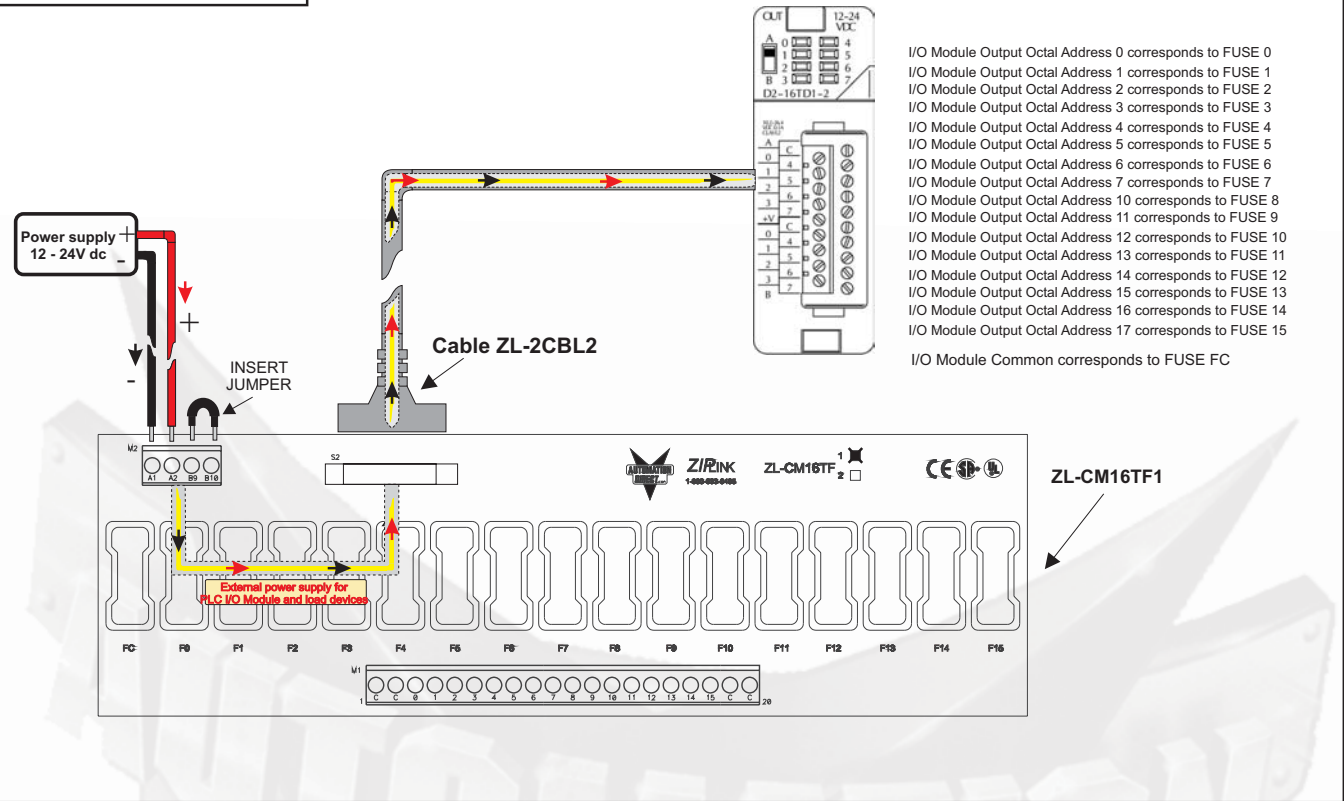 OUT 12-24
VDC
A
0 4
1 5
2 6
B 3 7
D2-16TD1-2
I/O Module Output Octal Address 0 corresponds to FUSE 0
I/O Module Output Octal Address 1 corresponds to FUSE 1
I/O Module Output Octal Address 2 corresponds to FUSE 2
I/O Module Output Octal Address 3 corresponds to FUSE 3
I/O Module Output Octal Address 4 corresponds to FUSE 4
I/O Module Output Octal Address 5 corresponds to FUSE 5
I/O Module Output Octal Address 6 corresponds to FUSE 6
I/O Module Output Octal Address 7 corresponds to FUSE 7
I/O Module Output Octal Address 10 corresponds to FUSE 8
I/O Module Output Octal Address 11 corresponds to FUSE 9
I/O Module Output Octal Address 12 corresponds to FUSE 10
I/O Module Output Octal Address 13 corresponds to FUSE 11
I/O Module Output Octal Address 14 corresponds to FUSE 12
I/O Module Output Octal Address 15 corresponds to FUSE 13
I/O Module Output Octal Address 16 corresponds to FUSE 14
I/O Module Output Octal Address 17 corresponds to FUSE 15
I/O Module Common corresponds to FUSE FC
A
C
0
4
1
5
2
6
3
7
+V
C
0
4
1
5
2
6
3
7
B
Power supply +
12 - 24V dc -
+
-
INSERT
JUMPER
Cable ZL-2CBL2
A1 A2 B9 B10
S2
AUTOMATION
DIRECT
ZIPLINK
ZL-CM16TF 1
2
CE SP UL
ZL-CM16TF1
External power supply for
PLC I/O Module and load devices
FC F0 F1 F2 F3 F4 F5 F6 F7 F8 F9 F10 F11 F12 F13 F14 F15
1 C C 0 1 2 3 4 5 6 7 8 9 10 11 12 13 14 15 C C 20
AUTOMATION